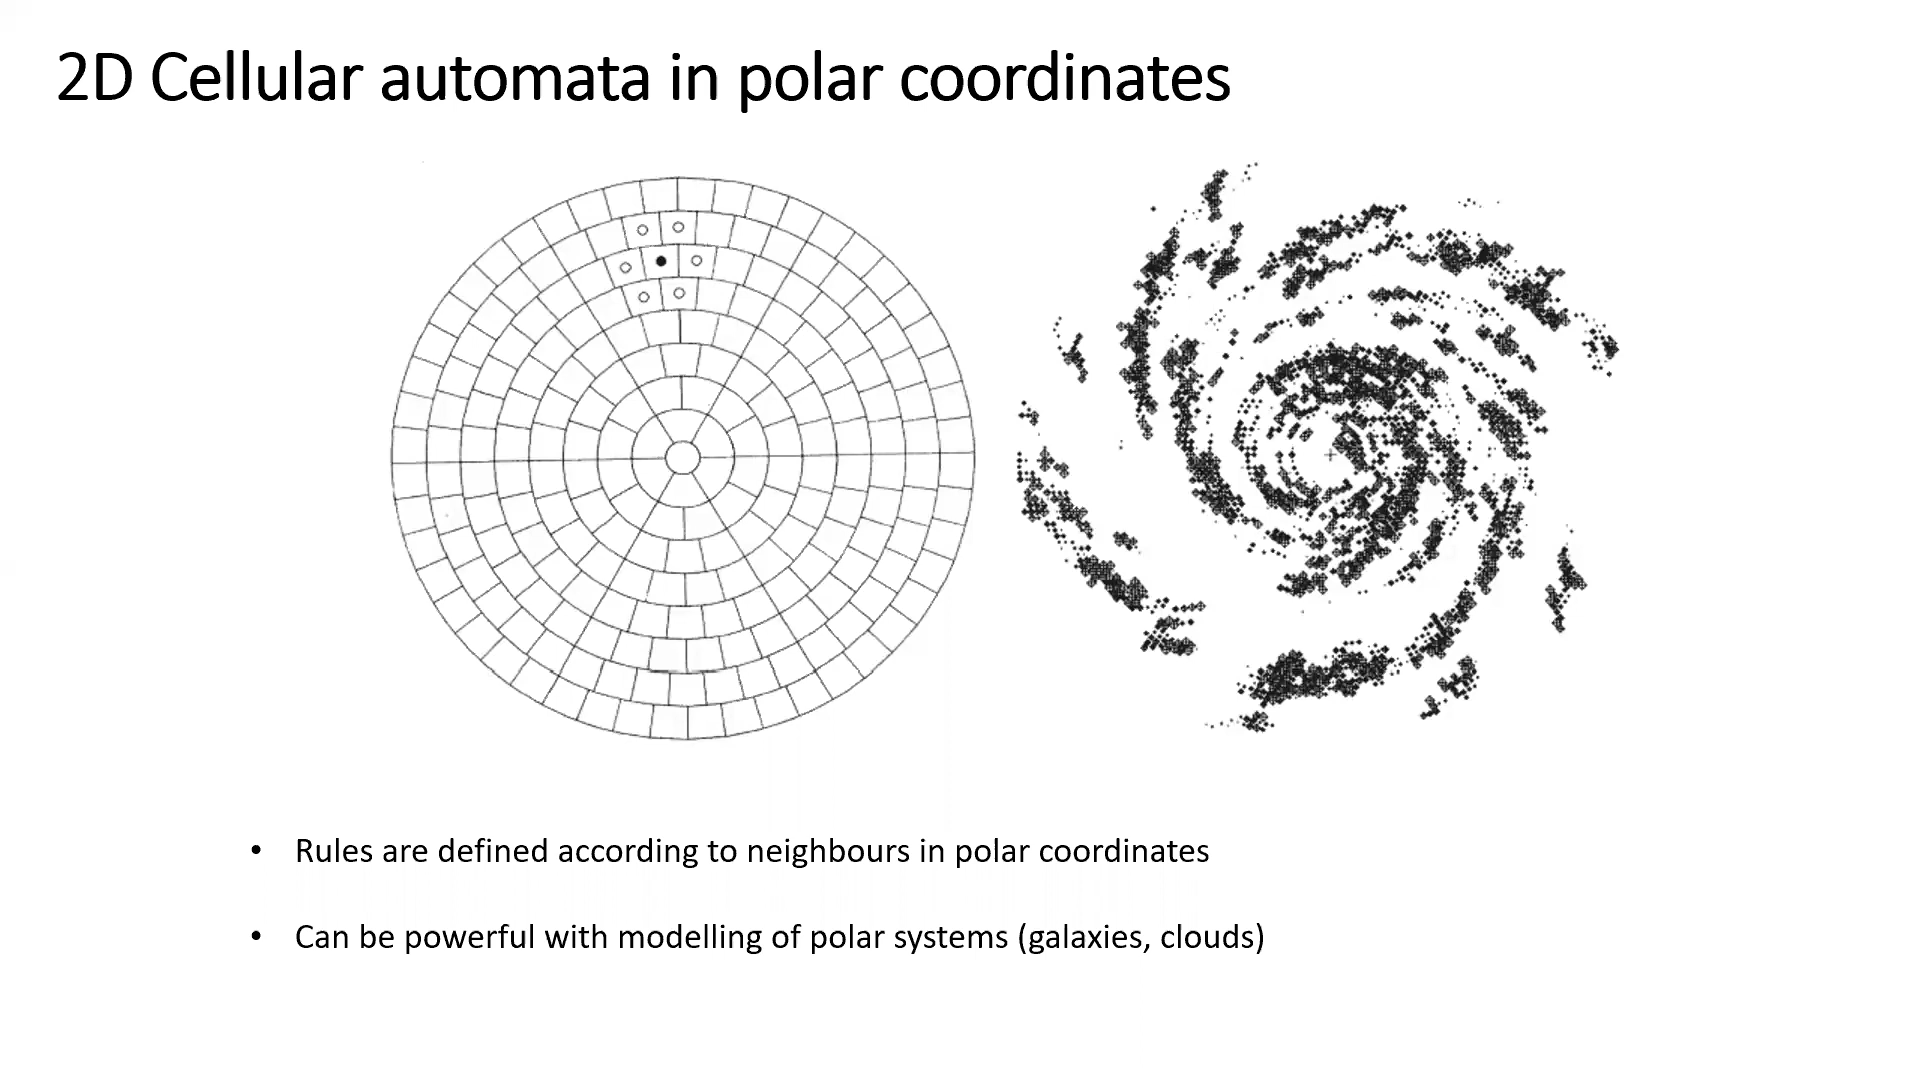 2D Cellular automata in polar coordinates
• Rules are defined according to neighbours in polar coordinates
• Can be powerful with modelling of polar systems (galaxies, clouds)